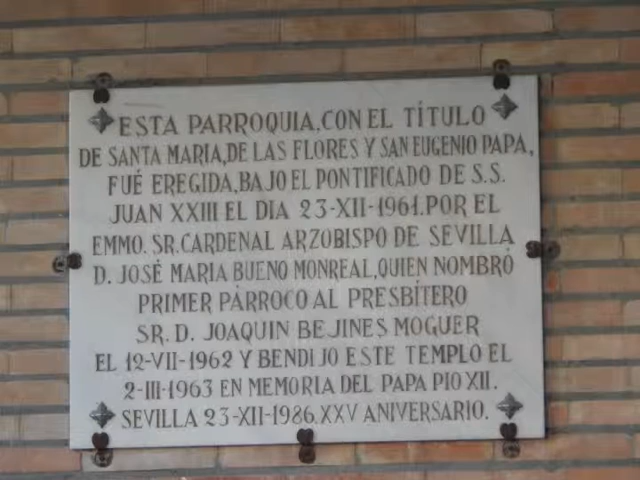 ESTA PARROQUIA, CON EL TÍTULO
DE SANTA MARIA, DE LAS FLORES Y SAN EUGENIO PAPA,
FUÉ EREGIDA, BAJO EL PONTIFICADO DE S.S.
JUAN XXIII EL DIA 23-XII-1961. POR EL
EMMO. SR. CARDENAL ARZOBISPO DE SEVILLA
D. JOSÉ MARIA BUENO MONREAL, QUIEN NOMBRÓ
PRIMER PÁRROCO AL PRESBÍTERO
SR. D. JOAQUIN BEJINES MOGUER
EL 12-VII-1962 Y BENDIJO ESTE TEMPLO EL
2-III-1963 EN MEMORIA DEL PAPA PIO XII.
SEVILLA 23-XII-1986. XXV ANIVERSARIO.